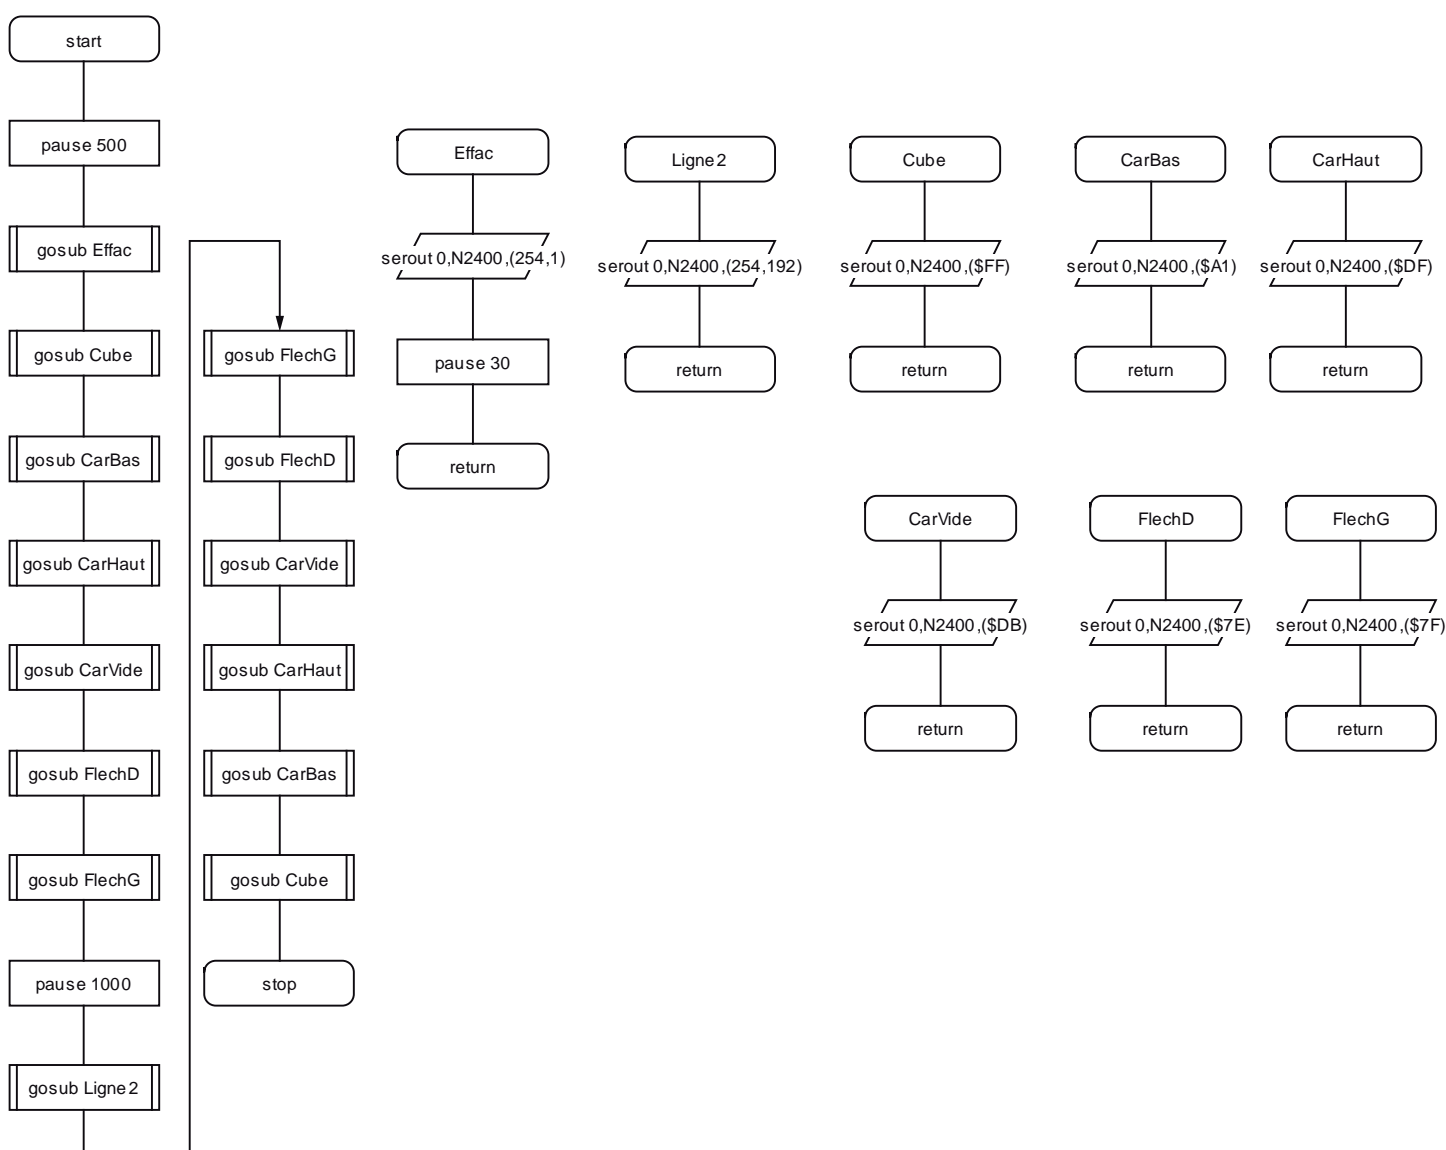 start
pause 500
gosub Effac
gosub Cube
gosub CarBas
gosub CarHaut
gosub CarVide
gosub FlechD
gosub FlechG
pause 1000
gosub Ligne2
gosub FlechG
gosub FlechD
gosub CarVide
gosub CarHaut
gosub CarBas
gosub Cube
stop
Effac
serout 0,N2400,(254,1)
pause 30
return
Ligne2
serout 0,N2400,(254,192)
return
Cube
serout 0,N2400,($FF)
return
CarBas
serout 0,N2400,($A1)
return
CarHaut
serout 0,N2400,($DF)
return
CarVide
serout 0,N2400,($DB)
return
FlechD
serout 0,N2400,($7E)
return
FlechG
serout 0,N2400,($7F)
return